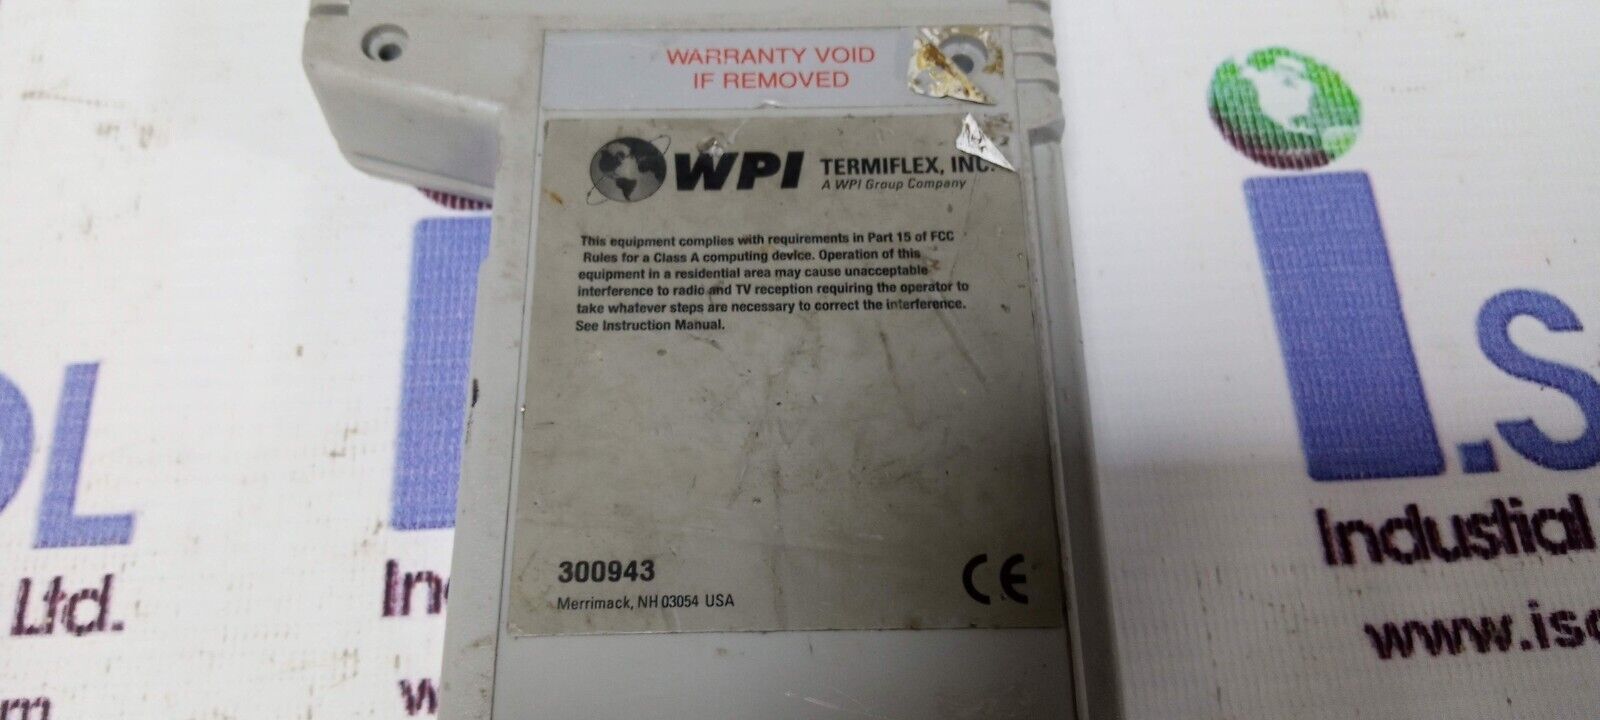 WARRANTY VOID
IF REMOVED
WPI TERMIFLEX, INC.
A WPI Group Company
This equipment complies with requirements in Part 15 of FCC
Rules for a Class A computing device. Operation of this
equipment in a residential area may cause unacceptable
interference to radio and TV reception requiring the operator to
take whatever steps are necessary to correct the interference.
See Instruction Manual.
300943
Merrimack, NH 03054 USA
CE
OL
Ltd.
i.s
Industial